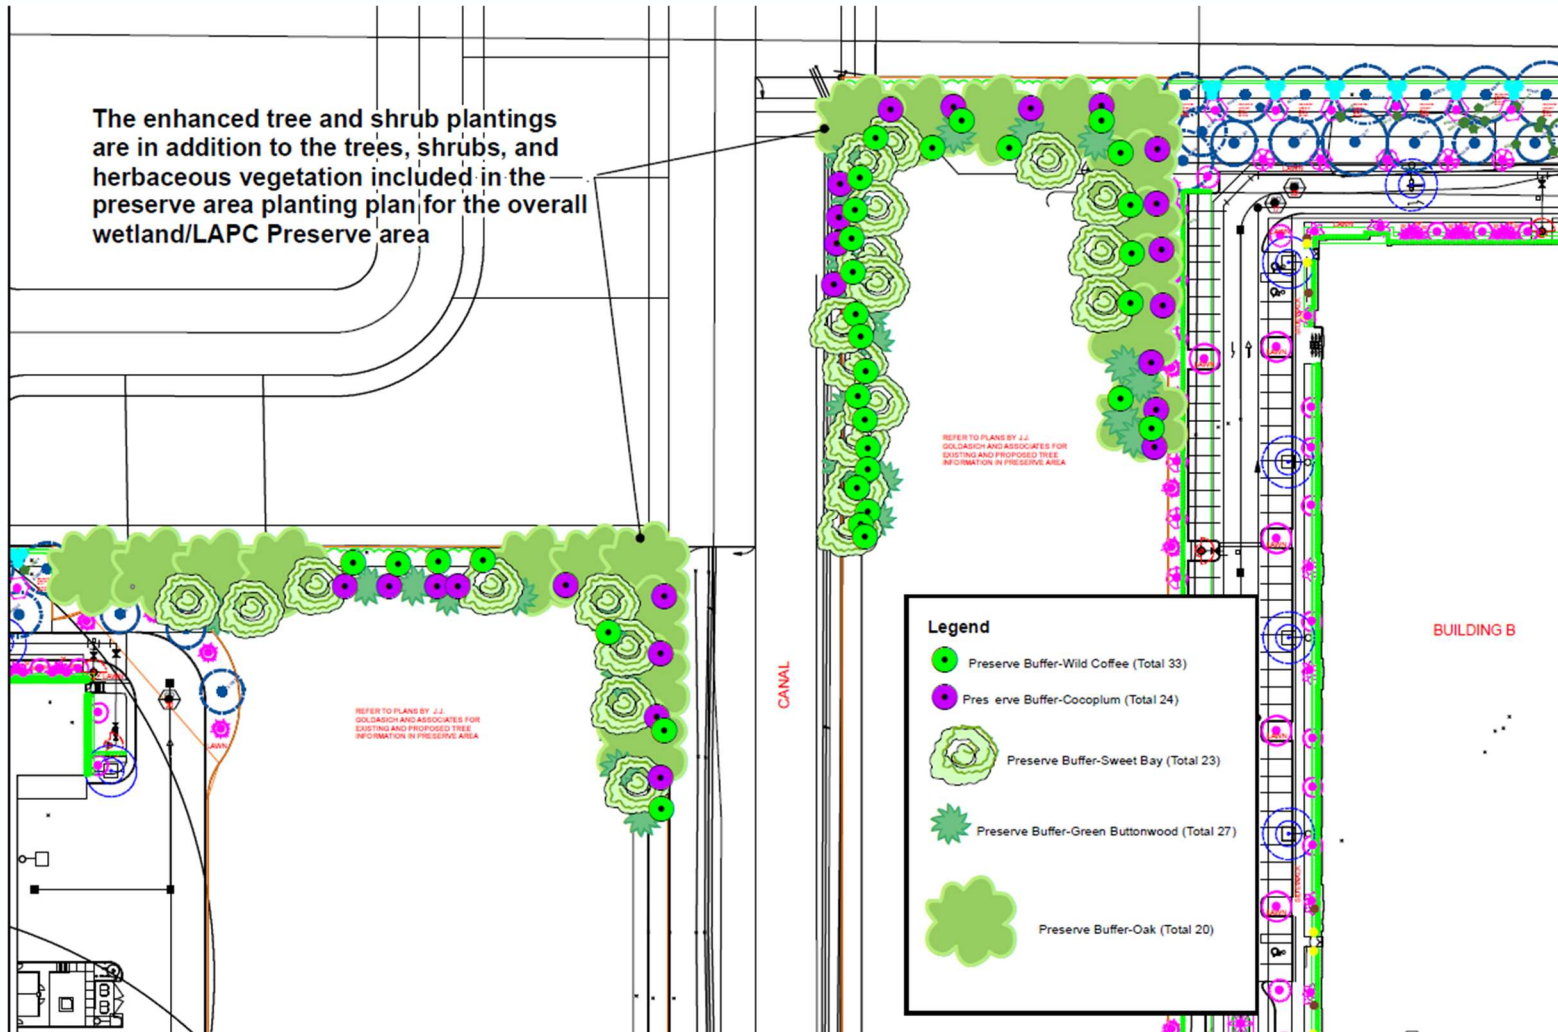 The enhanced tree and shrub plantings
are in addition to the trees, shrubs, and
herbaceous vegetation included in the
preserve area planting plan for the overall
wetland/LAPC Preserve area
REFER TO PLANS BY J.J.
GOLDASICH AND ASSOCIATES FOR
EXISTING AND PROPOSED TREE
INFORMATION IN PRESERVE AREA
REFER TO PLANS BY J.J.
GOLDASICH AND ASSOCIATES FOR
EXISTING AND PROPOSED TREE
INFORMATION IN PRESERVE AREA
CANAL
BUILDING B
Legend
Preserve Buffer-Wild Coffee (Total 33)
Pres erve Buffer-Cocoplum (Total 24)
Preserve Buffer-Sweet Bay (Total 23)
Preserve Buffer-Green Buttonwood (Total 27)
Preserve Buffer-Oak (Total 20)